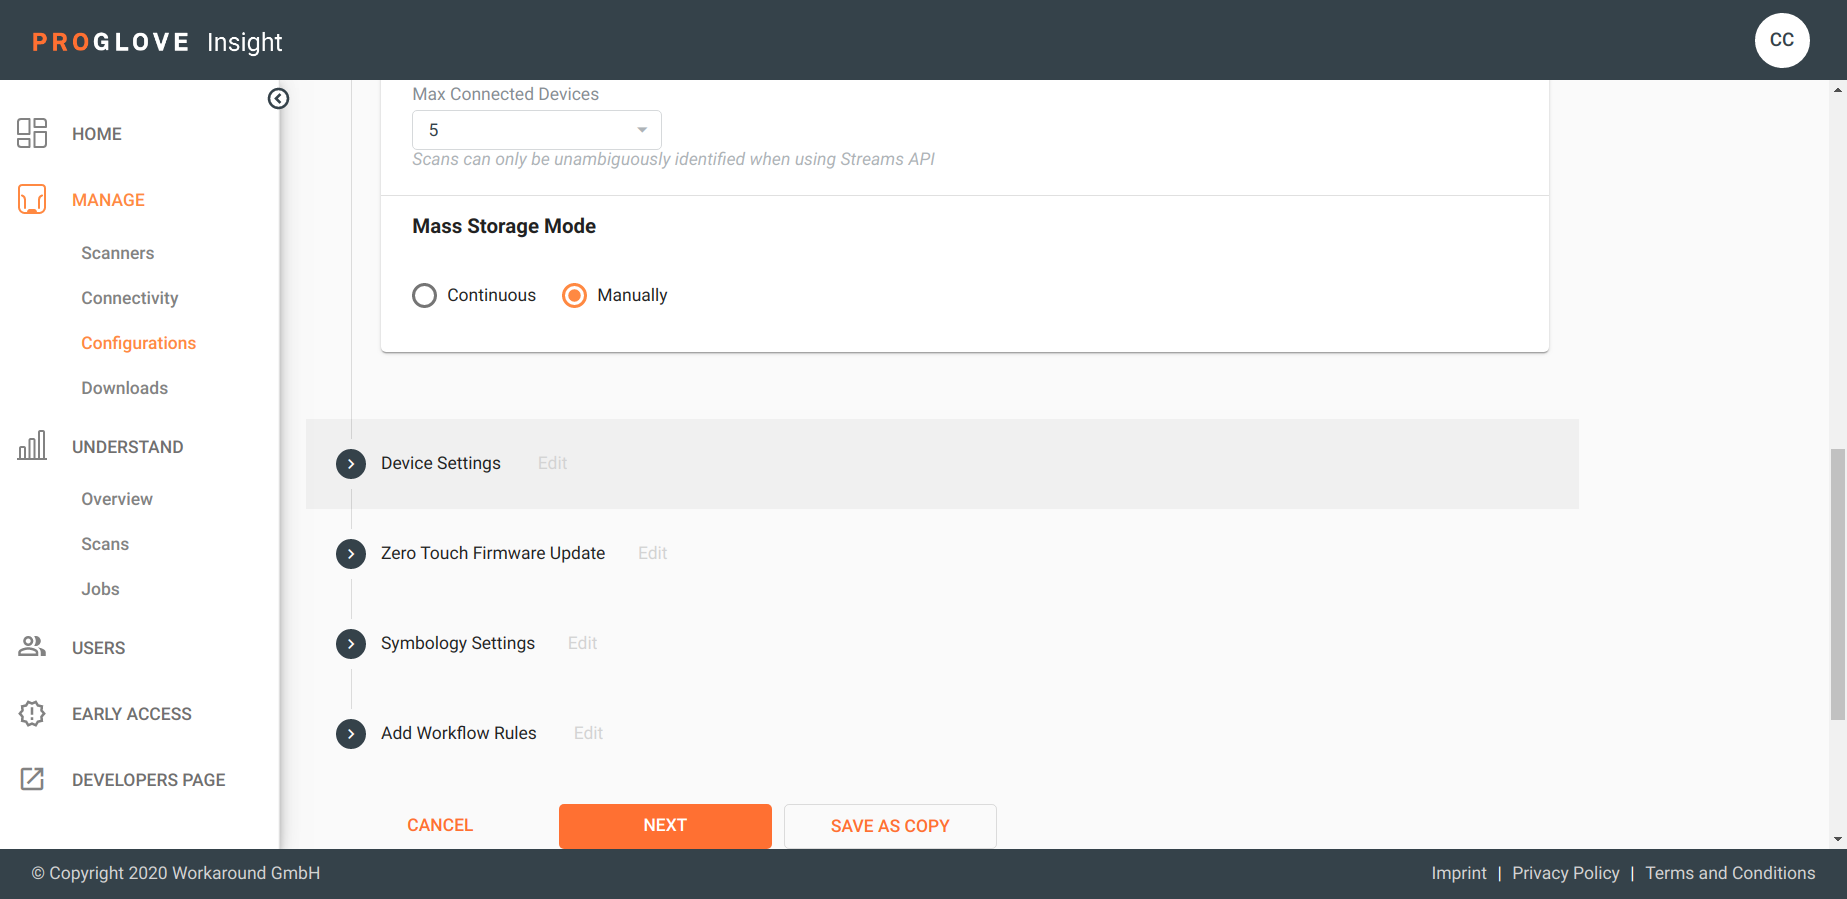 PROGLOVE Insight
CC
HOME
MANAGE
Scanners
Connectivity
Configurations
Downloads
UNDERSTAND
Overview
Scans
Jobs
USERS
EARLY ACCESS
DEVELOPERS PAGE
Max Connected Devices
5
Scans can only be unambiguously identified when using Streams API
Mass Storage Mode
Continuous Manually
Device Settings Edit
Zero Touch Firmware Update Edit
Symbology Settings Edit
Add Workflow Rules Edit
CANCEL NEXT SAVE AS COPY
© Copyright 2020 Workaround GmbH
Imprint | Privacy Policy | Terms and Conditions